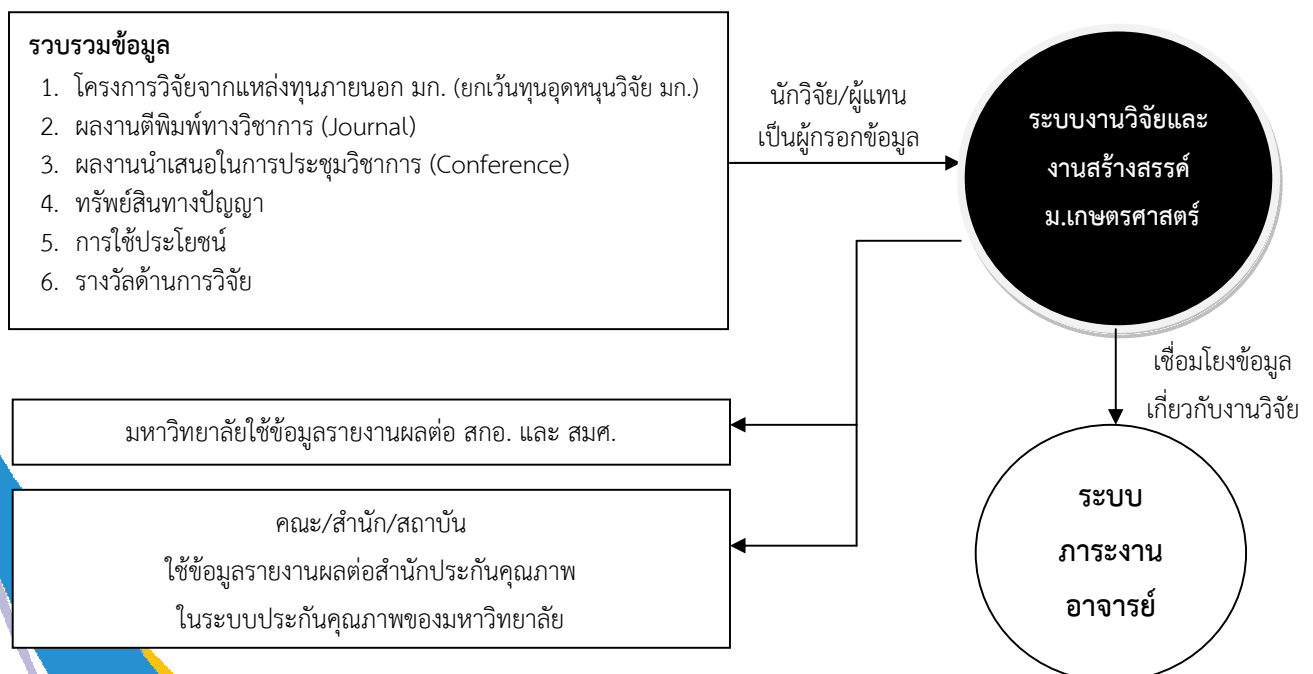 รวบรวมข้อมูล
1. โครงการวิจัยจากแหล่งทุนภายนอก มก. (ยกเว้นทุนอุดหนุนวิจัย มก.)
2. ผลงานตีพิมพ์ทางวิชาการ (Journal)
3. ผลงานนำเสนอในการประชุมวิชาการ (Conference)
4. ทรัพย์สินทางปัญญา
5. การใช้ประโยชน์
6. รางวัลด้านการวิจัย
นักวิจัย/ผู้แทน
เป็นผู้กรอกข้อมูล
ระบบงานวิจัยและ
งานสร้างสรรค์
ม.เกษตรศาสตร์
เชื่อมโยงข้อมูล
เกี่ยวกับงานวิจัย
มหาวิทยาลัยใช้ข้อมูลรายงานผลต่อ สกอ. และ สมศ.
คณะ/สำนัก/สถาบัน
ใช้ข้อมูลรายงานผลต่อสำนักประกันคุณภาพ
ในระบบประกันคุณภาพของมหาวิทยาลัย
ระบบ
ภาระงาน
อาจารย์